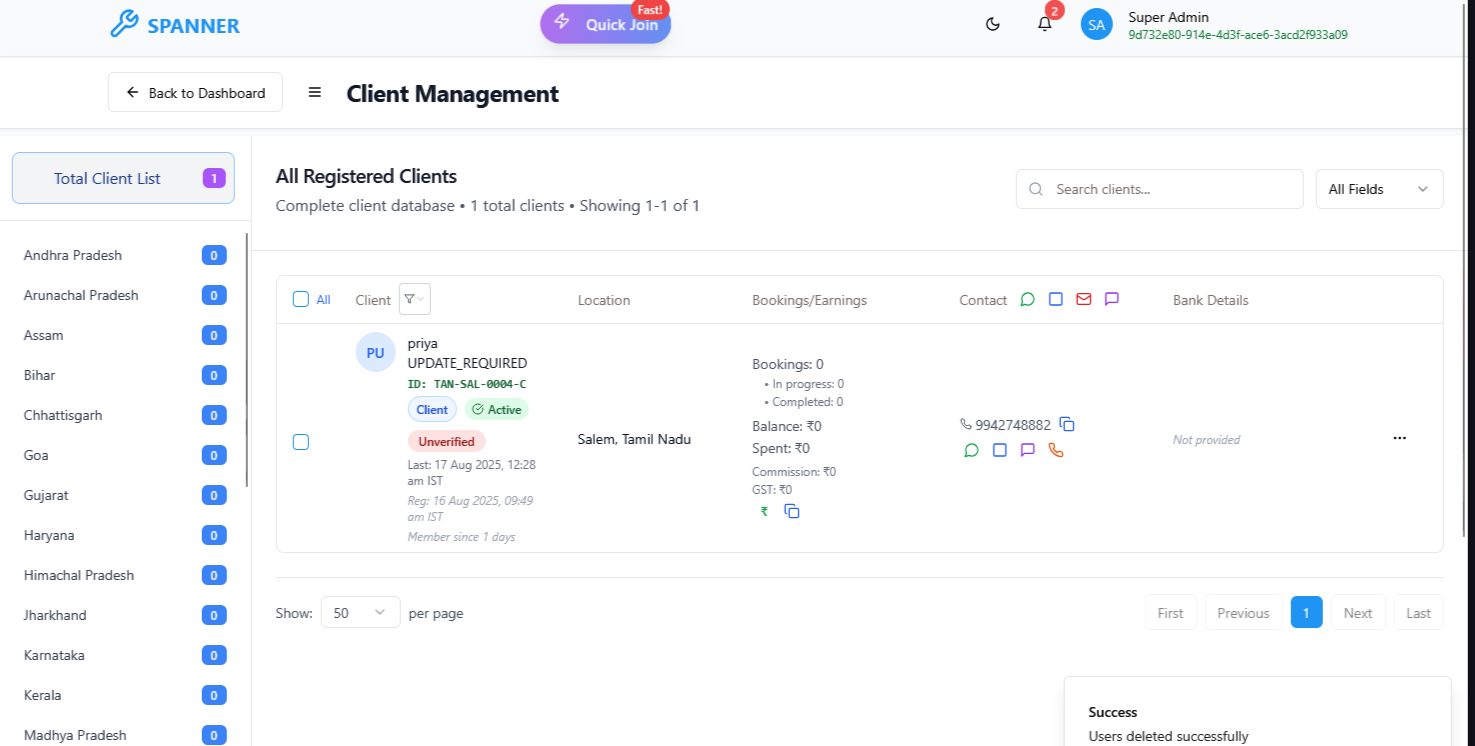 SPANNER
Quick Join
Fast!
2
SA
Super Admin
9d732e80-914e-4d3f-ace6-3acd2f933a09
Back to Dashboard
Client Management
Total Client List 1
Andhra Pradesh 0
Arunachal Pradesh 0
Assam 0
Bihar 0
Chhattisgarh 0
Goa 0
Gujarat 0
Haryana 0
Himachal Pradesh 0
Jharkhand 0
Karnataka 0
Kerala 0
Madhya Pradesh 0
All Registered Clients
Complete client database • 1 total clients • Showing 1-1 of 1
Search clients...
All Fields
All Client Location Bookings/Earnings Contact Bank Details
PU
priya
UPDATE_REQUIRED
ID: TAN-SAL-0004-C
Client Active
Unverified
Last: 17 Aug 2025, 12:28
am IST
Reg: 16 Aug 2025, 09:49
am IST
Member since 1 days
Salem, Tamil Nadu
Bookings: 0
• In progress: 0
• Completed: 0
Balance: ₹0
Spent: ₹0
Commission: ₹0
GST: ₹0
₹
9942748882
Not provided
Show: 50 per page
First Previous 1 Next Last
Success
Users deleted successfully